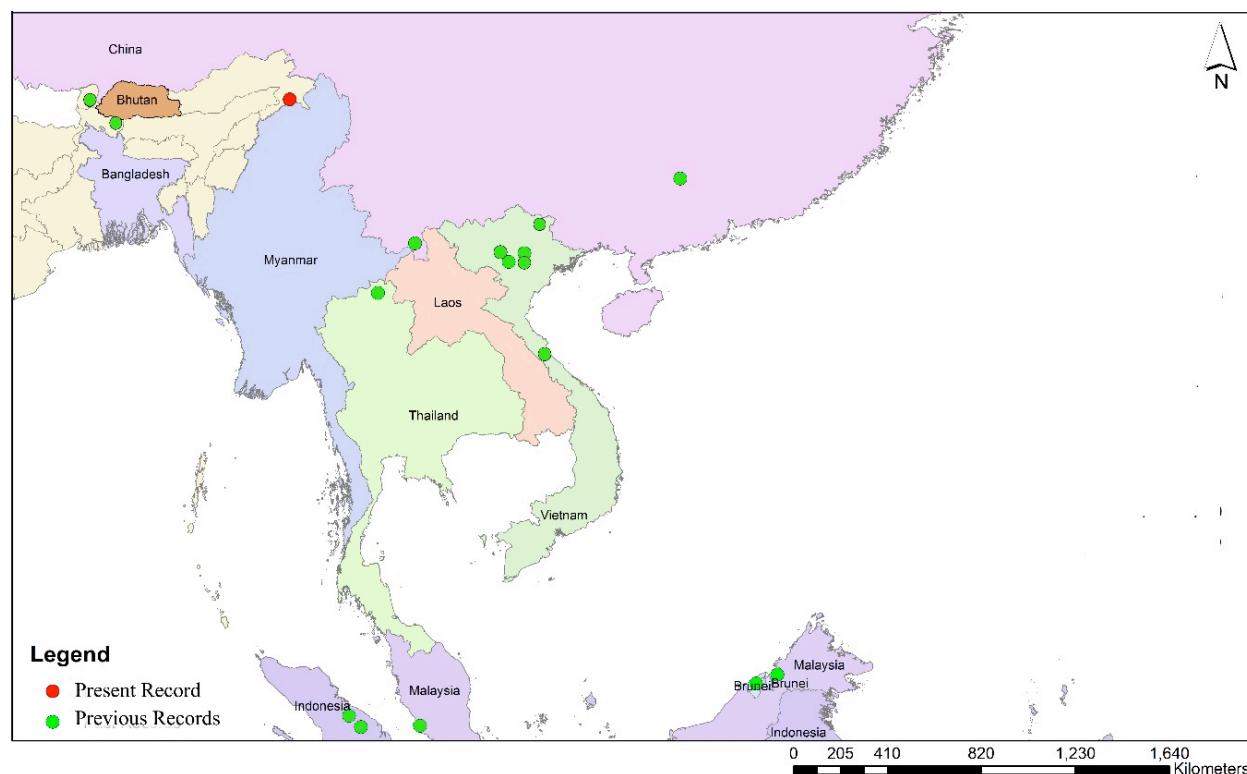 China
N
Bhutan
Bangladesh
Myanmar
Laos
Thailand
Vietnam
Legend
Present Record
Previous Records
Indonesia
Malaysia
Malaysia
Brunei
Brunei
Indonesia
0 205 410 820 1,230 1,640
Kilometers